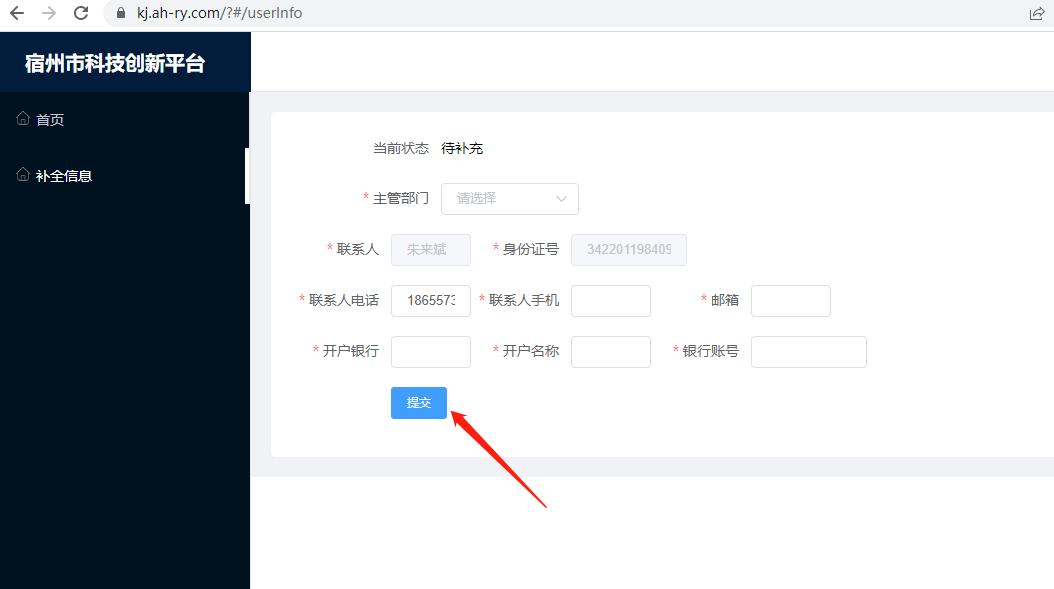 kj.ah-ry.com/?#/userInfo
宿州市科技创新平台
首页
补全信息
当前状态 待补充
* 主管部门 请选择
* 联系人 朱来斌 * 身份证号 342201198409
* 联系人电话 1865573 * 联系人手机 * 邮箱
* 开户银行 * 开户名称 * 银行账号
提交